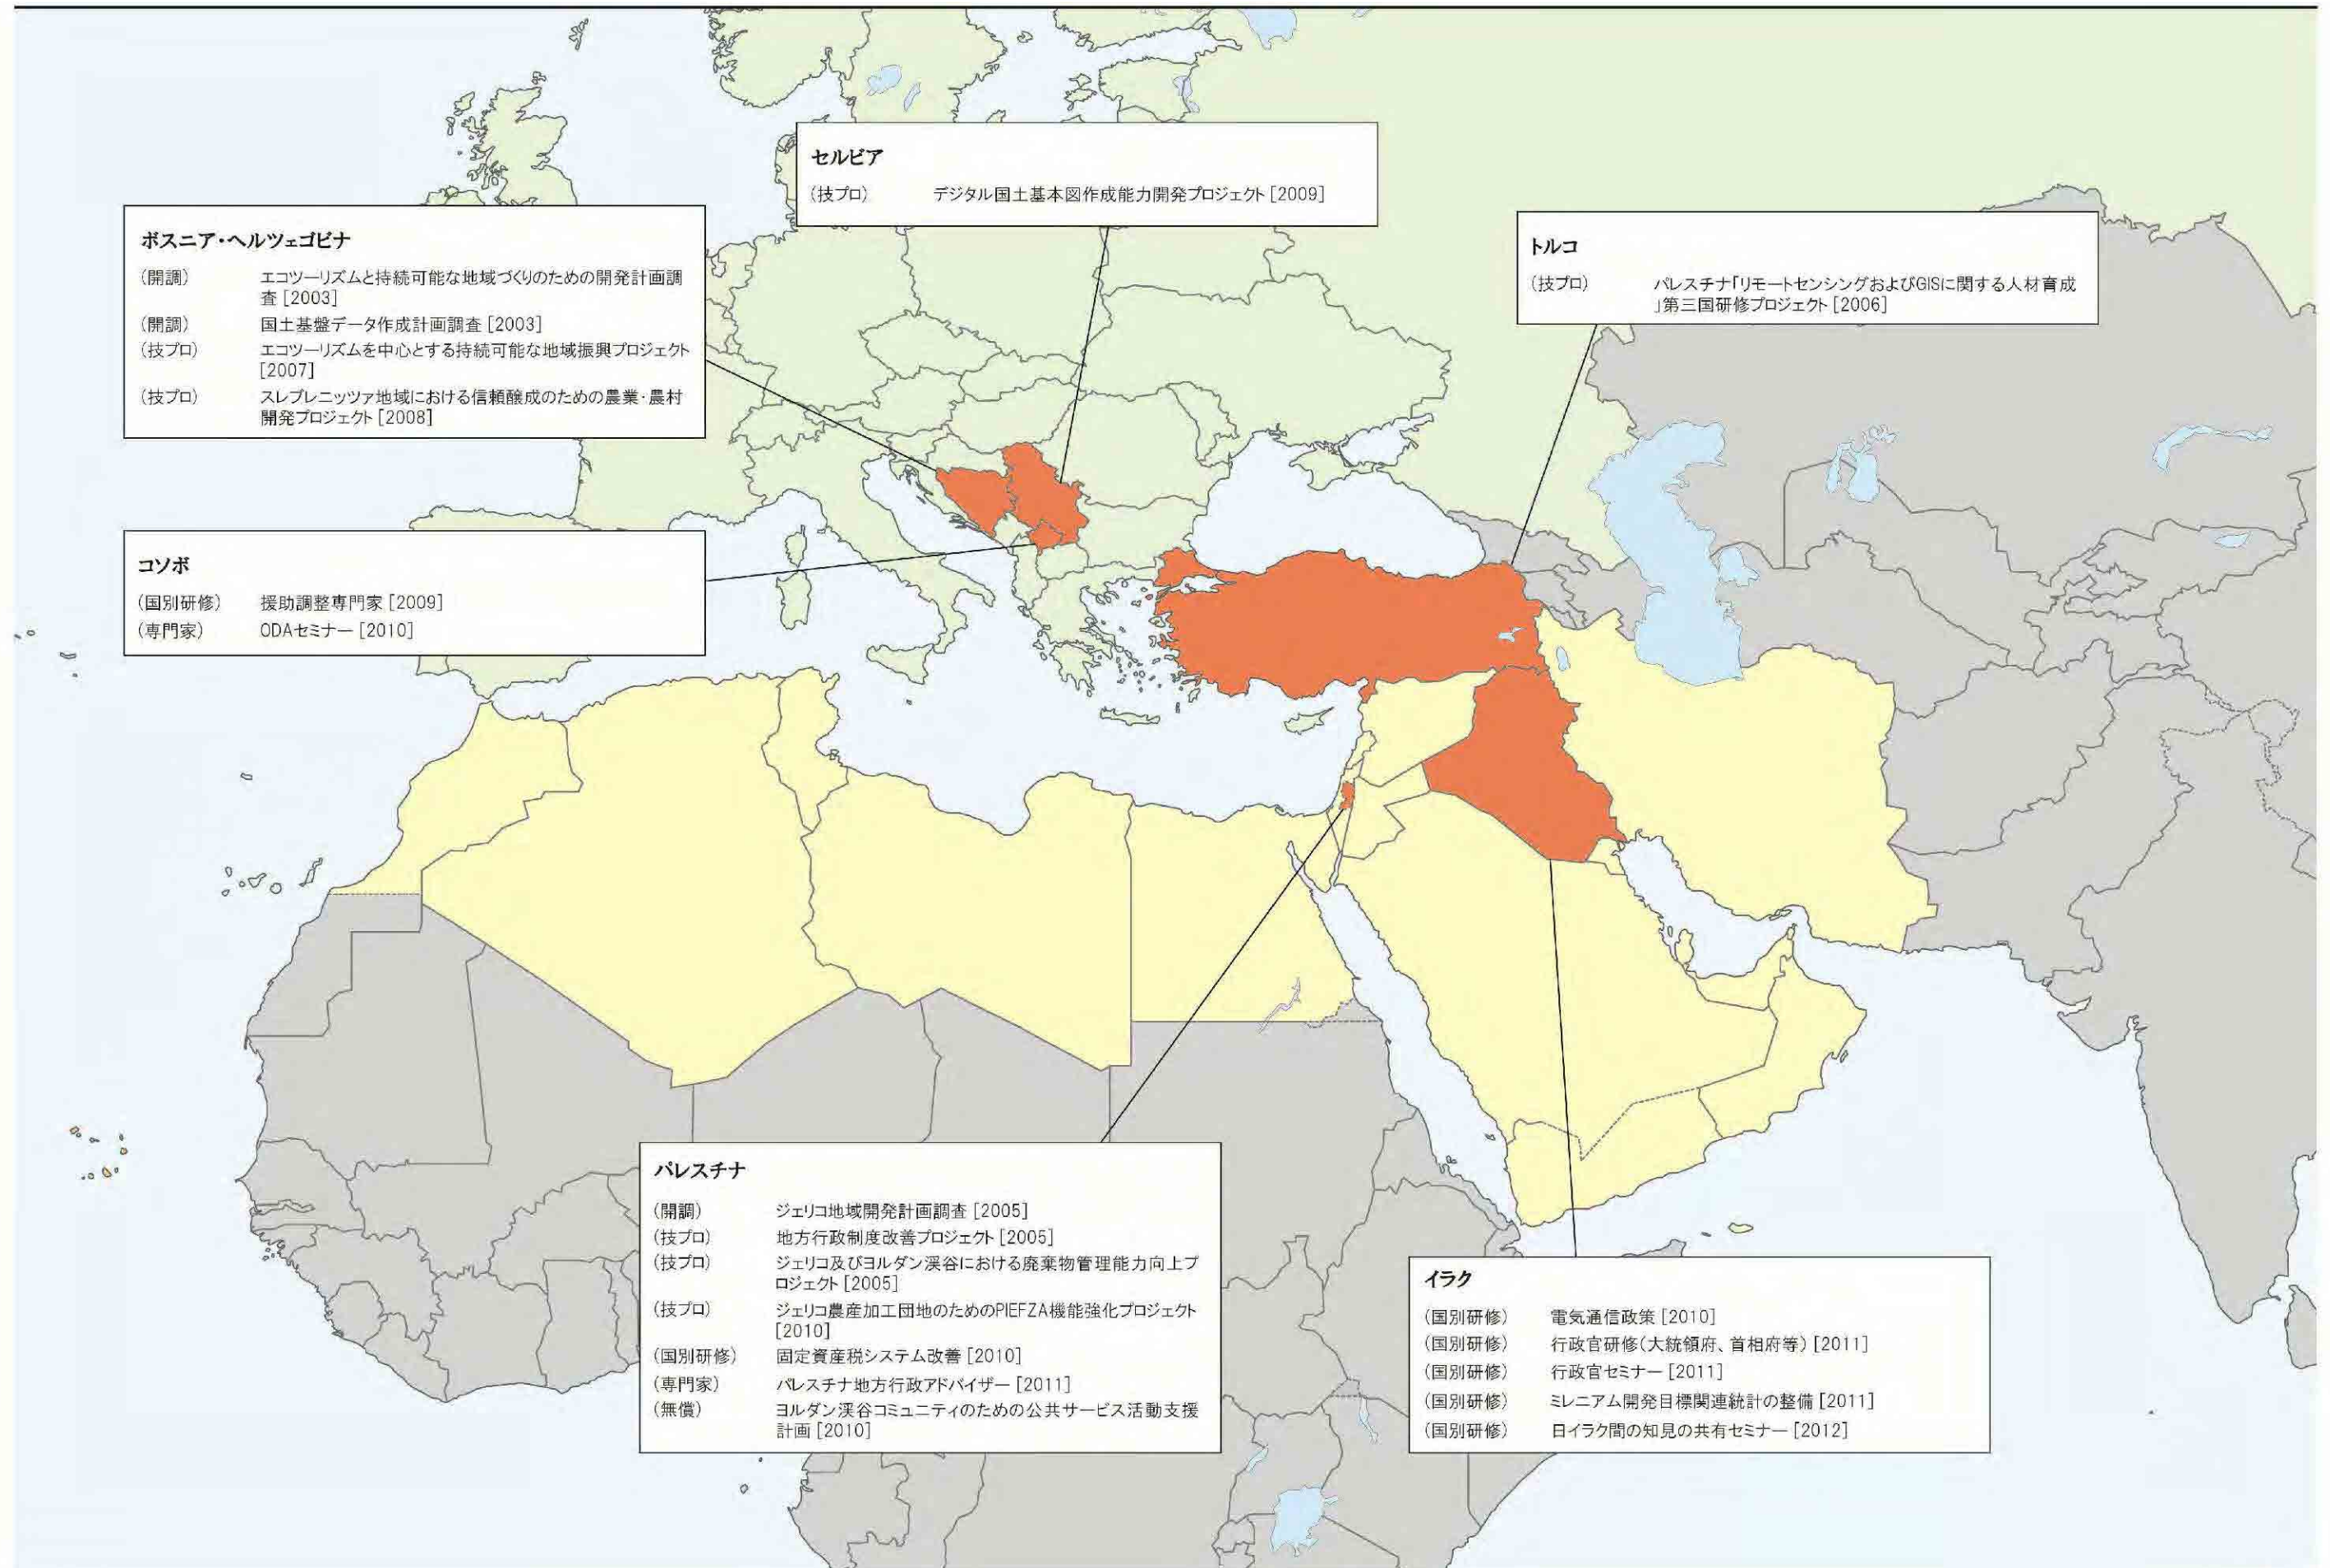 セルビア
(技プロ) デジタル国土基本図作成能力開発プロジェクト [2009]
ボスニア・ヘルツェゴビナ
(開調) エコツーリズムと持続可能な地域づくりのための開発計画調
査 [2003]
(開調) 国土基盤データ作成計画調査 [2003]
(技プロ) エコツーリズムを中心とする持続可能な地域振興プロジェクト
[2007]
(技プロ) スレブレニッツァ地域における信頼醸成のための農業・農村
開発プロジェクト [2008]
トルコ
(技プロ) パレスチナ「リモートセンシングおよびGISに関する人材育成
」第三国研修プロジェクト [2006]
コソボ
(国別研修) 援助調整専門家 [2009]
(専門家) ODAセミナー [2010]
パレスチナ
(開調) ジェリコ地域開発計画調査 [2005]
(技プロ) 地方行政制度改善プロジェクト [2005]
(技プロ) ジェリコ及びヨルダン渓谷における廃棄物管理能力向上プ
ロジェクト [2005]
(技プロ) ジェリコ農産加工団地のためのPIEFZA機能強化プロジェクト
[2010]
(国別研修) 固定資産税システム改善 [2010]
(専門家) パレスチナ地方行政アドバイザー [2011]
(無償) ヨルダン渓谷コミュニティのための公共サービス活動支援
計画 [2010]
イラク
(国別研修) 電気通信政策 [2010]
(国別研修) 行政官研修(大統領府、首相府等) [2011]
(国別研修) 行政官セミナー [2011]
(国別研修) ミレニアム開発目標関連統計の整備 [2011]
(国別研修) 日イラク間の知見の共有セミナー [2012]